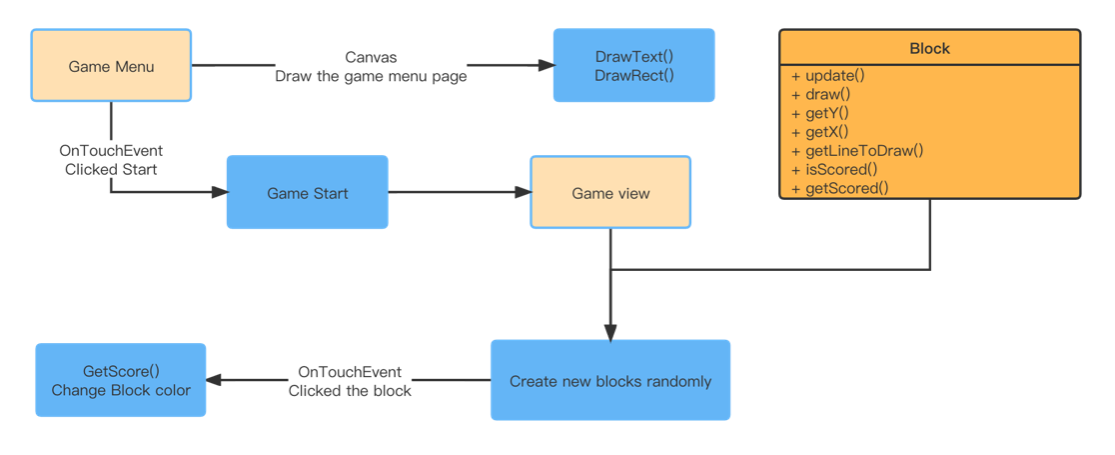 Game Menu
Canvas
Draw the game menu page
DrawText()
DrawRect()
Block
+ update()
+ draw()
+ getY()
+ getX()
+ getLineToDraw()
+ isScored()
+ getScored()
OnTouchEvent
Clicked Start
Game Start
Game view
GetScore()
Change Block color
OnTouchEvent
Clicked the block
Create new blocks randomly